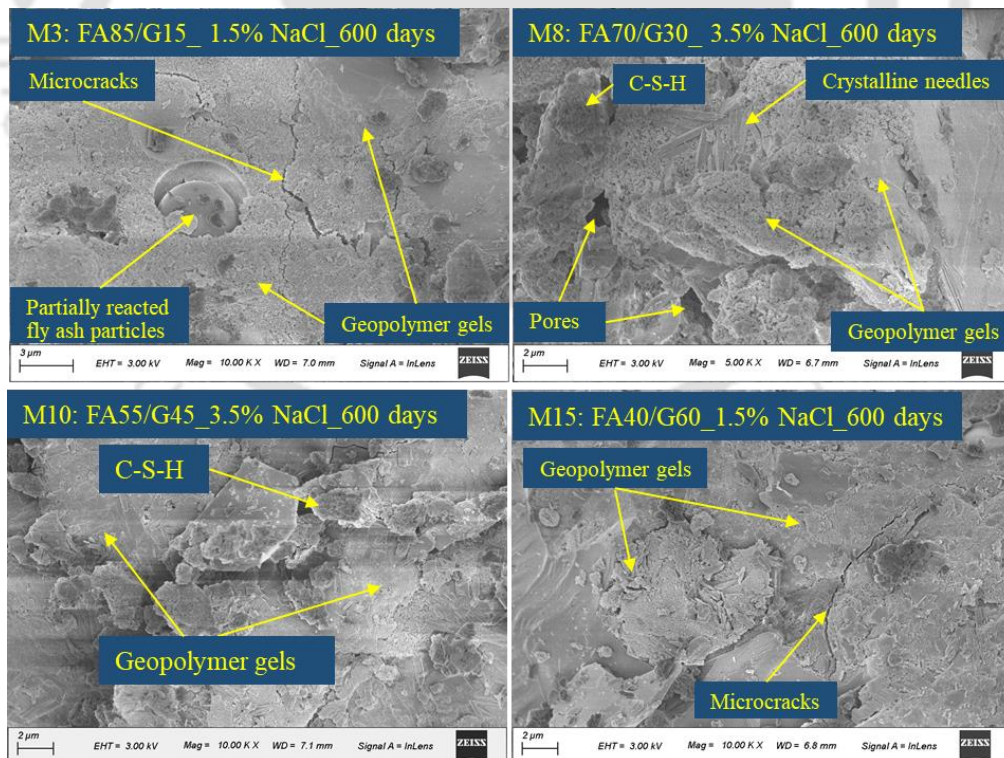 M3: FA85/G15_ 1.5% NaCl_600 days
Microcracks
Partially reacted
fly ash particles
Geopolymer gels
3 µm
EHT = 3.00 kV Mag = 10.00 K X WD = 7.0 mm Signal A = InLens
ZEISS
M8: FA70/G30_ 3.5% NaCl_600 days
C-S-H
Crystalline needles
Pores
Geopolymer gels
2 µm
EHT = 3.00 kV Mag = 5.00 K X WD = 6.7 mm Signal A = InLens
ZEISS
M10: FA55/G45_3.5% NaCl_600 days
C-S-H
Geopolymer gels
2 µm
EHT = 3.00 kV Mag = 10.00 K X WD = 7.1 mm Signal A = InLens
ZEISS
M15: FA40/G60_1.5% NaCl_600 days
Geopolymer gels
Microcracks
2 µm
EHT = 3.00 kV Mag = 10.00 K X WD = 6.8 mm Signal A = InLens
ZEISS